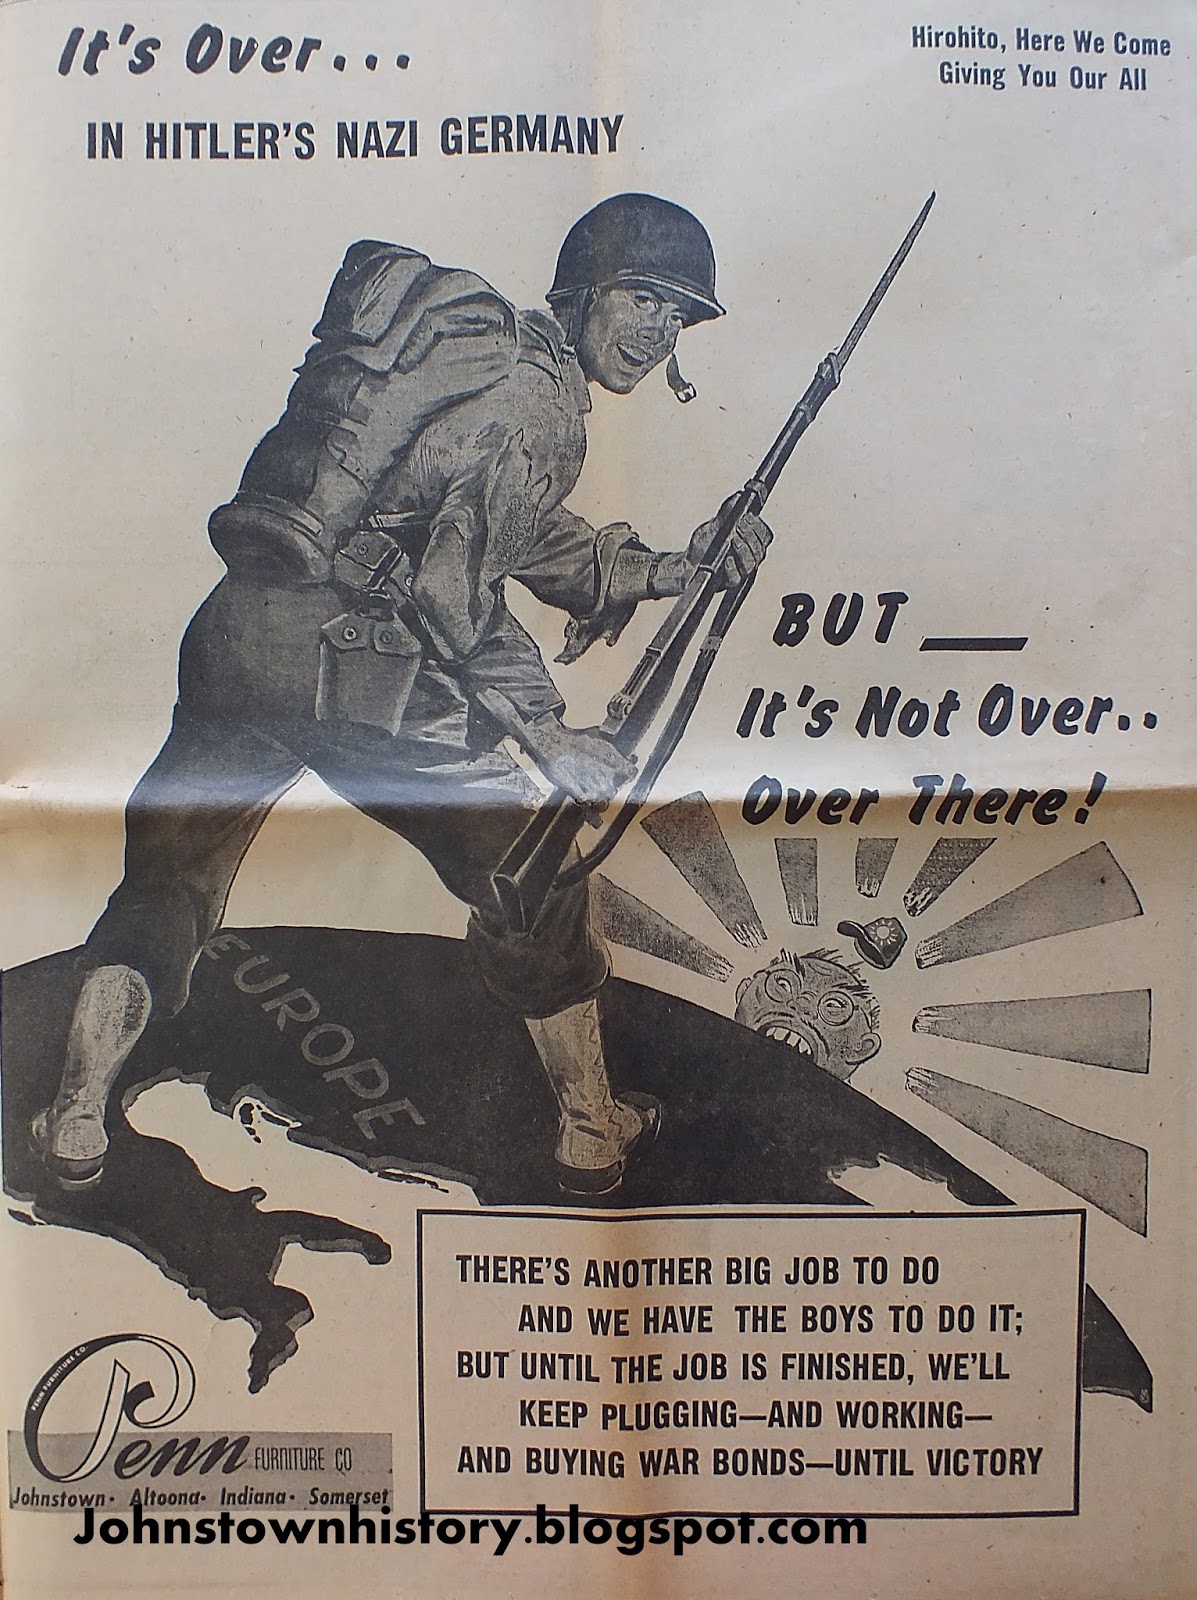 It's Over...
Hirohito, Here We Come
Giving You Our All
IN HITLER'S NAZI GERMANY
BUT —
It's Not Over..
Over There!
EUROPE
THERE'S ANOTHER BIG JOB TO DO
AND WE HAVE THE BOYS TO DO IT;
BUT UNTIL THE JOB IS FINISHED, WE'LL
KEEP PLUGGING—AND WORKING—
AND BUYING WAR BONDS—UNTIL VICTORY
PENN FURNITURE CO.
Penn FURNITURE CO
Johnstown • Altoona • Indiana • Somerset
Johnstownhistory.blogspot.com